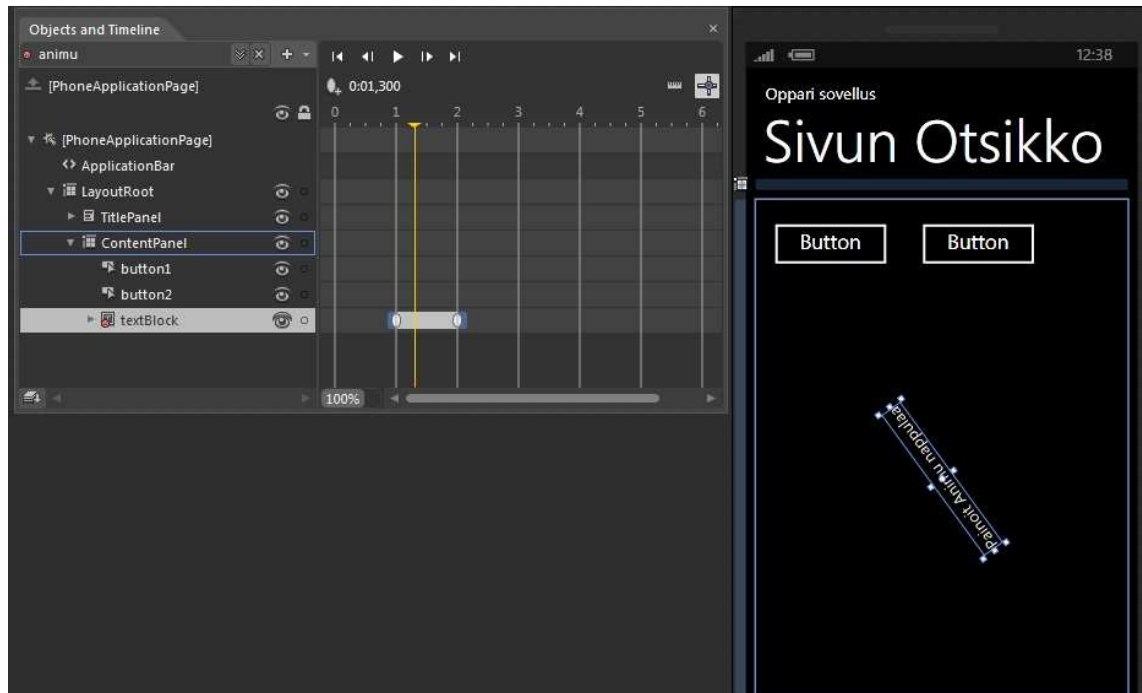 Objects and Timeline
animu
[PhoneApplicationPage]
0:01,300
0 1 2 3 4 5 6
[PhoneApplicationPage]
ApplicationBar
LayoutRoot
TitlePanel
ContentPanel
button1
button2
textBlock
100%
12:38
Oppari sovellus
Sivun Otsikko
Button Button
Painoit Animu nappulaa